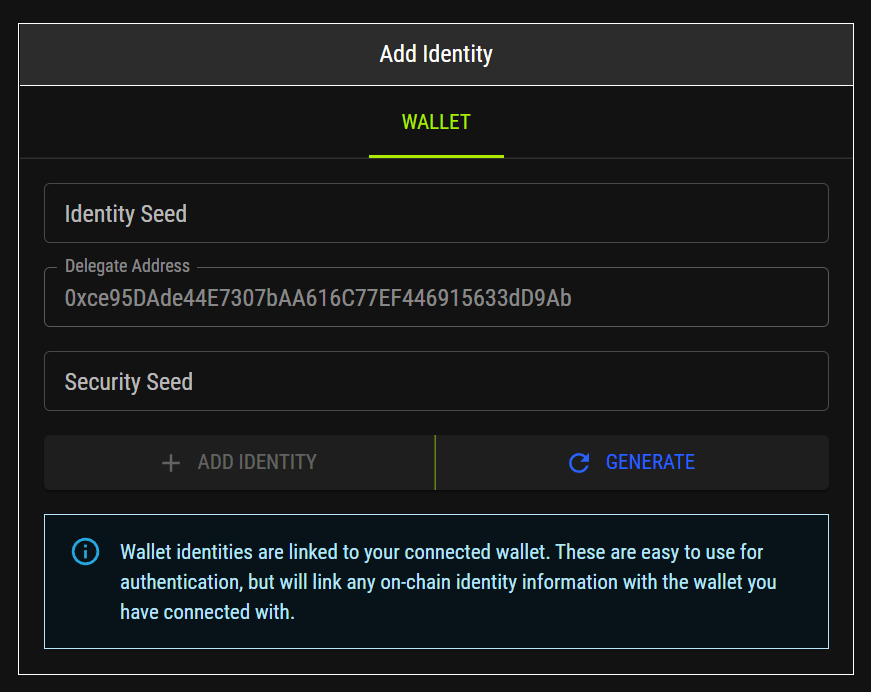 Add Identity
WALLET
Identity Seed
Delegate Address
0xce95DAde44E7307bAA616C77EF446915633dD9Ab
Security Seed
ADD IDENTITY
GENERATE
Wallet identities are linked to your connected wallet. These are easy to use for
authentication, but will link any on-chain identity information with the wallet you
have connected with.